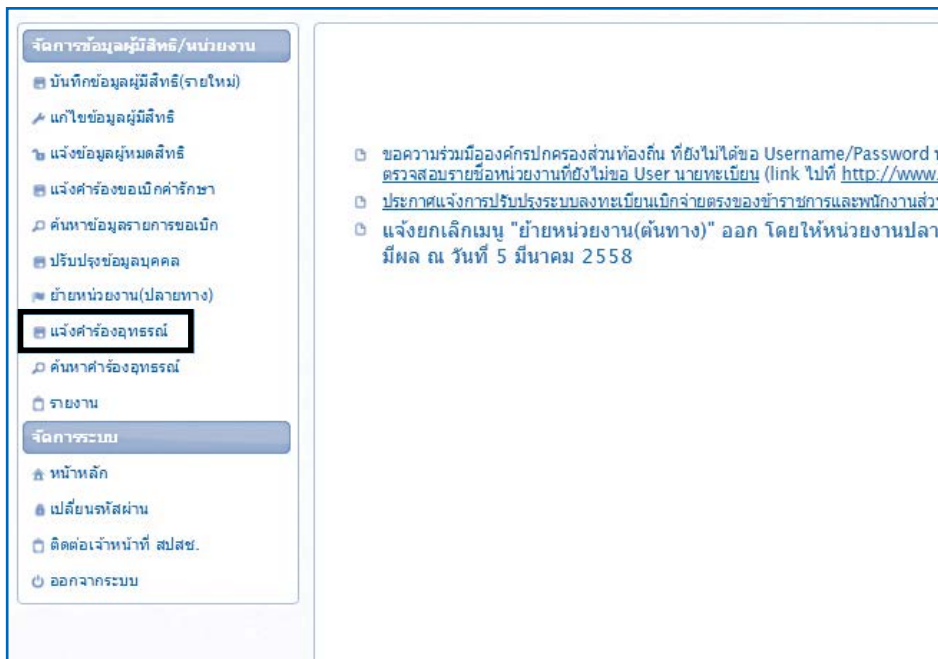 จัดการข้อมูลผู้มีสิทธิ/หน่วยงาน
บันทึกข้อมูลผู้มีสิทธิ(รายใหม่)
แก้ไขข้อมูลผู้มีสิทธิ
แจ้งข้อมูลผู้หมดสิทธิ
แจ้งคำร้องขอเบิกค่ารักษา
ค้นหาข้อมูลรายการขอเบิก
ปรับปรุงข้อมูลบุคคล
ย้ายหน่วยงาน(ปลายทาง)
แจ้งคำร้องอุทธรณ์
ค้นหาคำร้องอุทธรณ์
รายงาน
จัดการระบบ
หน้าหลัก
เปลี่ยนรหัสผ่าน
ติดต่อเจ้าหน้าที่ สปสช.
ออกจากระบบ
ขอความร่วมมือองค์กรปกครองส่วนท้องถิ่น ที่ยังไม่ได้ขอ Username/Password
ตรวจสอบรายชื่อหน่วยงานที่ยังไม่ขอ User นายทะเบียน (link ไปที่ http://www.
ประกาศแจ้งการปรับปรุงระบบลงทะเบียนเบิกจ่ายตรงของข้าราชการและพนักงานส่ว
แจ้งยกเลิกเมนู "ย้ายหน่วยงาน(ต้นทาง)" ออก โดยให้หน่วยงานปลา
มีผล ณ วันที่ 5 มีนาคม 2558